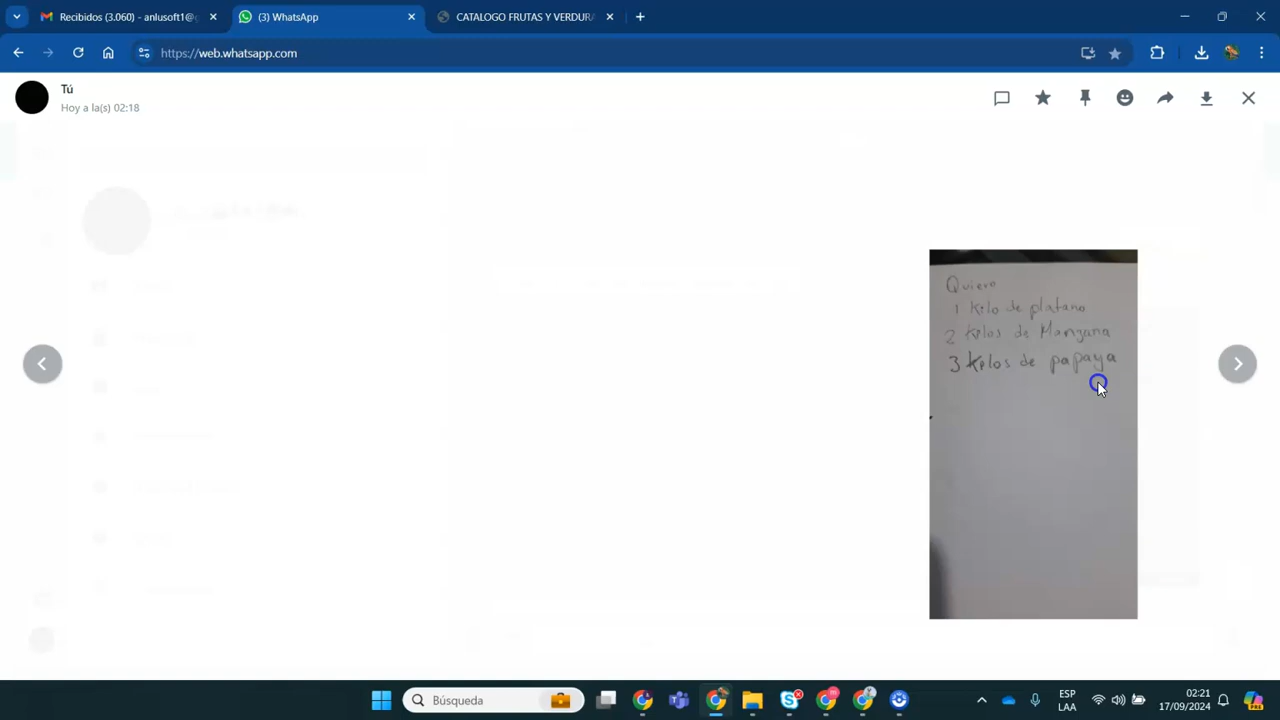 Recibidos (3.060) - anlusoft1@g
(3) WhatsApp
CATALOGO FRUTAS Y VERDURA
https://web.whatsapp.com
Tú
Hoy a la(s) 02:18
Quiero
1 kilo de platano
2 kilos de Manzana
3 kilos de papaya
Búsqueda
ESP
LAA
02:21
17/09/2024